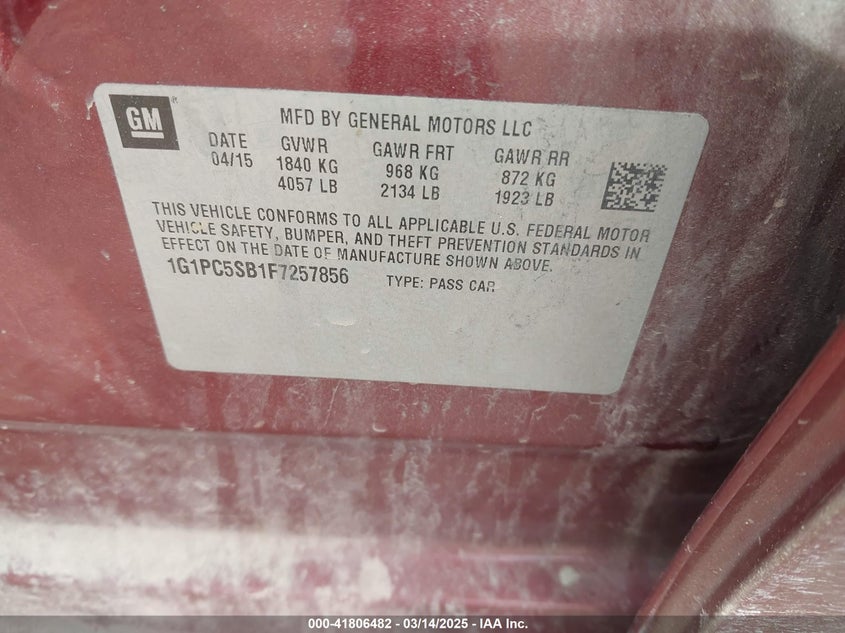 GM
MFD BY GENERAL MOTORS LLC
DATE GVWR GAWR FRT GAWR RR
04/15 1840 KG 968 KG 872 KG
4057 LB 2134 LB 1923 LB
THIS VEHICLE CONFORMS TO ALL APPLICABLE U.S. FEDERAL MOTOR
VEHICLE SAFETY, BUMPER, AND THEFT PREVENTION STANDARDS IN
EFFECT ON THE DATE OF MANUFACTURE SHOWN ABOVE.
1G1PC5SB1F7257856 TYPE: PASS CAR
000-41806482 — 03/14/2025 — IAA Inc.